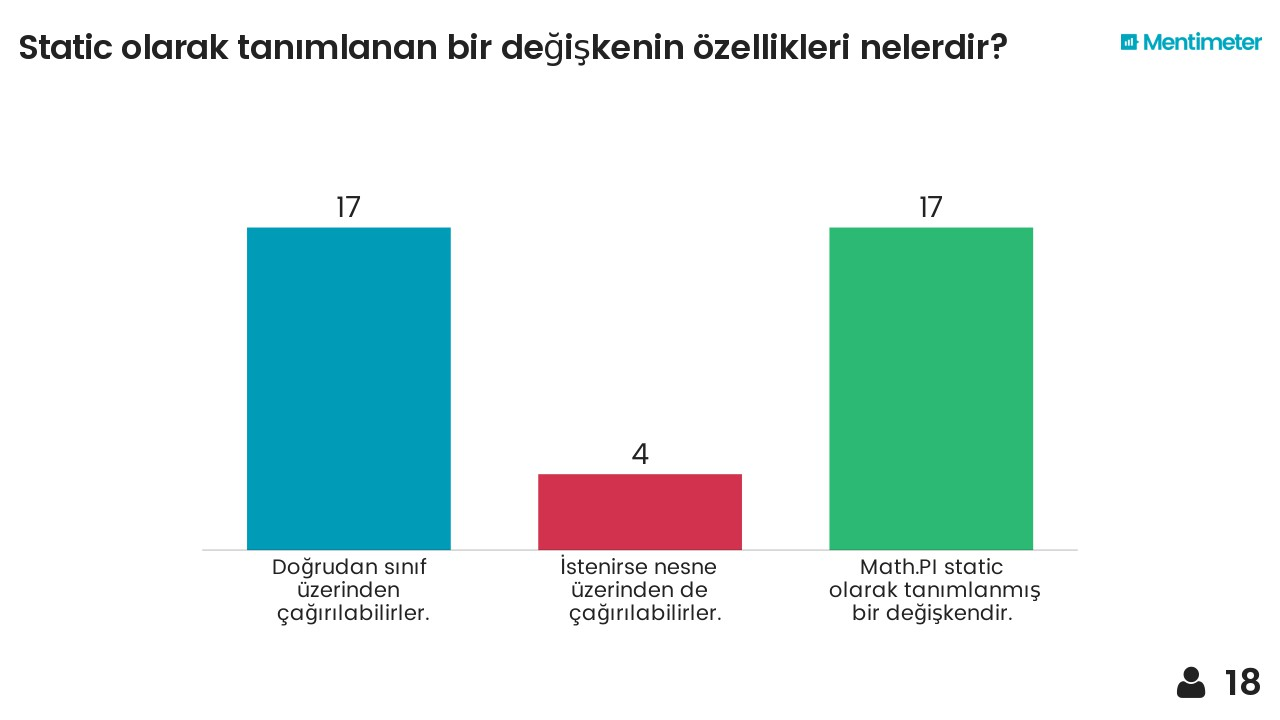 Static olarak tanımlanan bir değişkenin özellikleri nelerdir?
Mentimeter
17
4
17
Doğrudan sınıf
üzerinden
çağırılabilirler.
İstenirse nesne
üzerinden de
çağırılabilirler.
Math.PI static
olarak tanımlanmış
bir değişkendir.
18